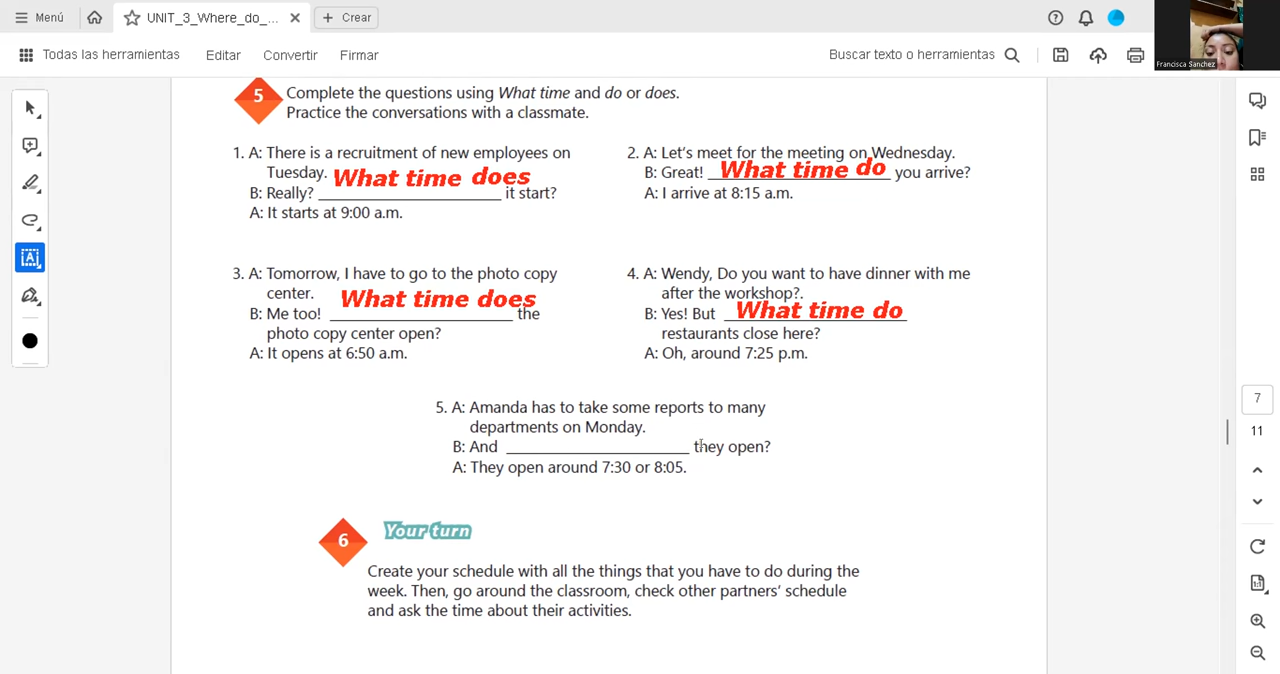 Menú
UNIT_3_Where_do_...
Crear
Todas las herramientas
Editar
Convertir
Firmar
Buscar texto o herramientas
Francisca Sanchez
5 Complete the questions using What time and do or does.
Practice the conversations with a classmate.
1. A: There is a recruitment of new employees on
Tuesday.
What time does
B: Really? ____________________ it start?
A: It starts at 9:00 a.m.
2. A: Let's meet for the meeting on Wednesday.
What time do
B: Great! ____________________ you arrive?
A: I arrive at 8:15 a.m.
3. A: Tomorrow, I have to go to the photo copy
center.
What time does
B: Me too! ____________________ the
photo copy center open?
A: It opens at 6:50 a.m.
4. A: Wendy, Do you want to have dinner with me
after the workshop?.
What time do
B: Yes! But ____________________
restaurants close here?
A: Oh, around 7:25 p.m.
5. A: Amanda has to take some reports to many
departments on Monday.
B: And ____________________ they open?
A: They open around 7:30 or 8:05.
6 Your turn
Create your schedule with all the things that you have to do during the
week. Then, go around the classroom, check other partners' schedule
and ask the time about their activities.
7
11